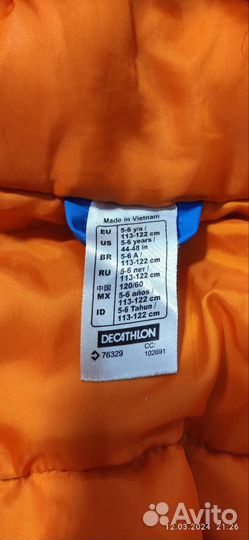 Made in Vietnam
EU 5-6 y/a /
113-122 cm
US 5-6 years /
44-48 in
BR 5-6 A /
113-122 cm
RU 5-6 лет /
113-122 cm
中国 120/60
MX 5-6 años /
113-122 cm
ID 5-6 Tahun /
113-122 cm
DECATHLON
76329 CC: 102691
Avito
12.03.2024 21:26